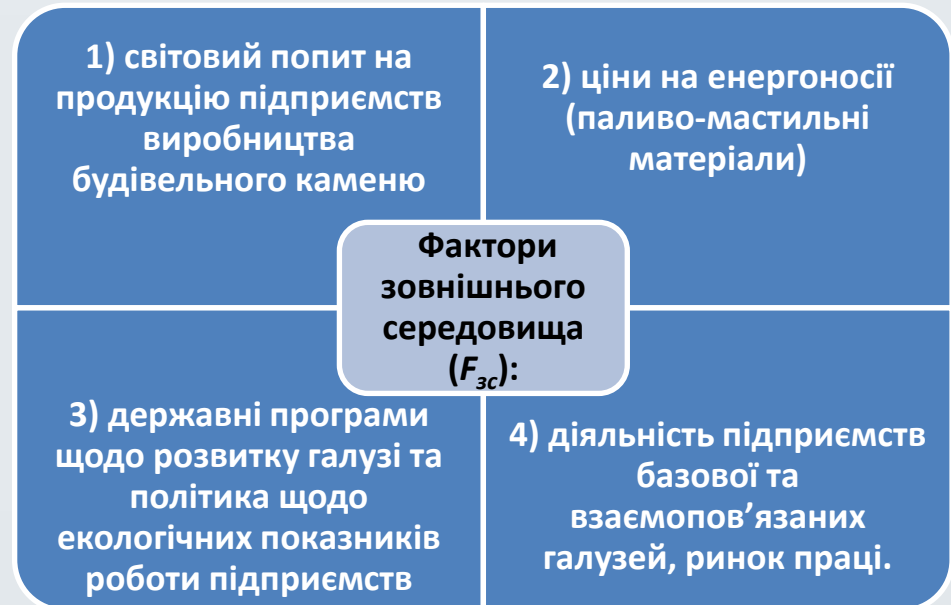 1) світовий попит на
продукцію підприємств
виробництва
будівельного каменю
2) ціни на енергоносії
(паливо-мастильні
матеріали)
Фактори
зовнішнього
середовища
(Fзс):
3) державні програми
щодо розвитку галузі та
політика щодо
екологічних показників
роботи підприємств
4) діяльність підприємств
базової та
взаємопов’язаних
галузей, ринок праці.